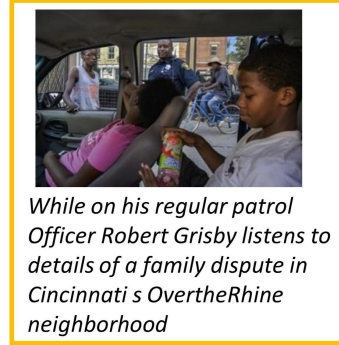 While on his regular patrol
Officer Robert Grisby listens to
details of a family dispute in
Cincinnati s OvertheRhine
neighborhood